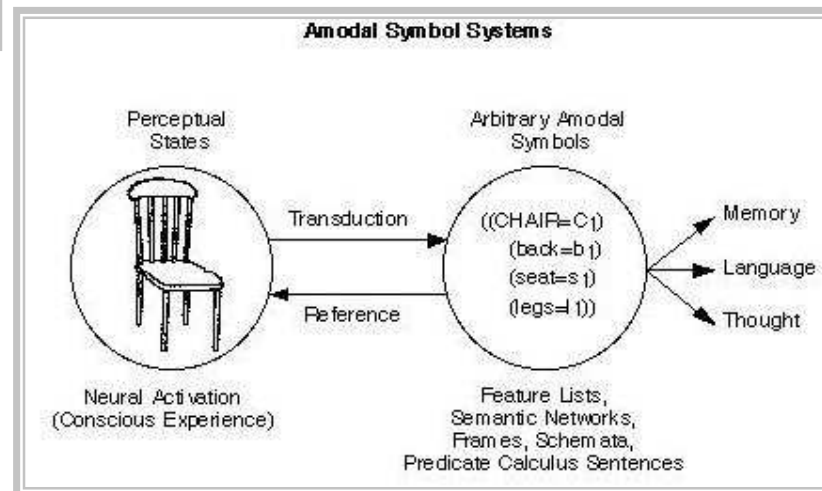 Amodal Symbol Systems
Perceptual
States
Arbitrary Amodal
Symbols
Transduction
((CHAIR=C1)
(back=b1)
(seat=s1)
(legs=l1))
Reference
Memory
Language
Thought
Neural Activation
(Conscious Experience)
Feature Lists,
Semantic Networks,
Frames, Schemata,
Predicate Calculus Sentences